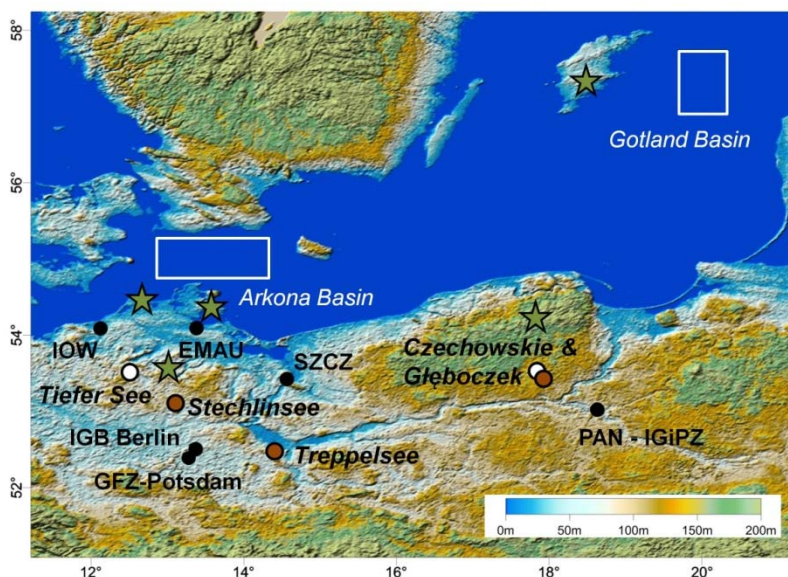 58°
56°
54°
52°
Gotland Basin
Arkona Basin
IOW
EMAU
SZCZ
Czechowskie &
Głęboczek
Tiefer See
Stechlinsee
IGB Berlin
PAN - IGiPZ
Treppelsee
GFZ-Potsdam
0m 50m 100m 150m 200m
12° 14° 16° 18° 20°